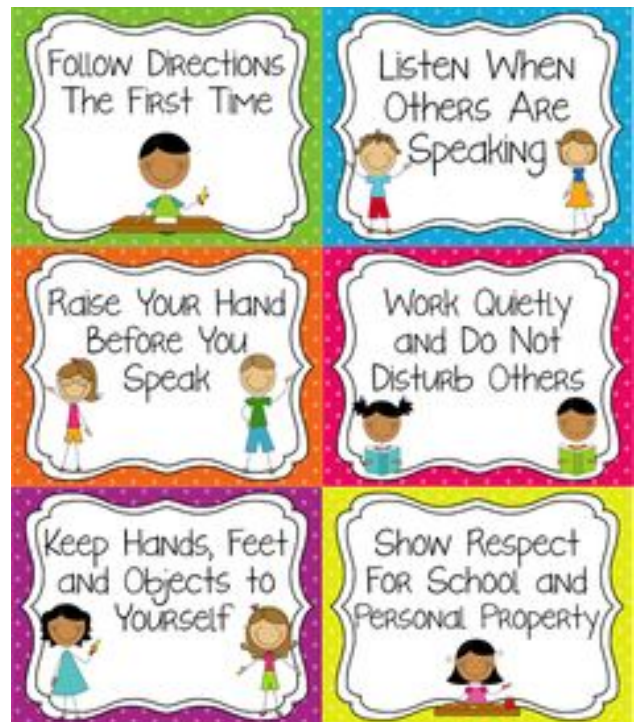 Follow Directions
The First Time
Listen When
Others Are
Speaking
Raise Your Hand
Before You
Speak
Work Quietly
and Do Not
Disturb Others
Keep Hands, Feet
and Objects to
Yourself
Show Respect
For School and
Personal Property